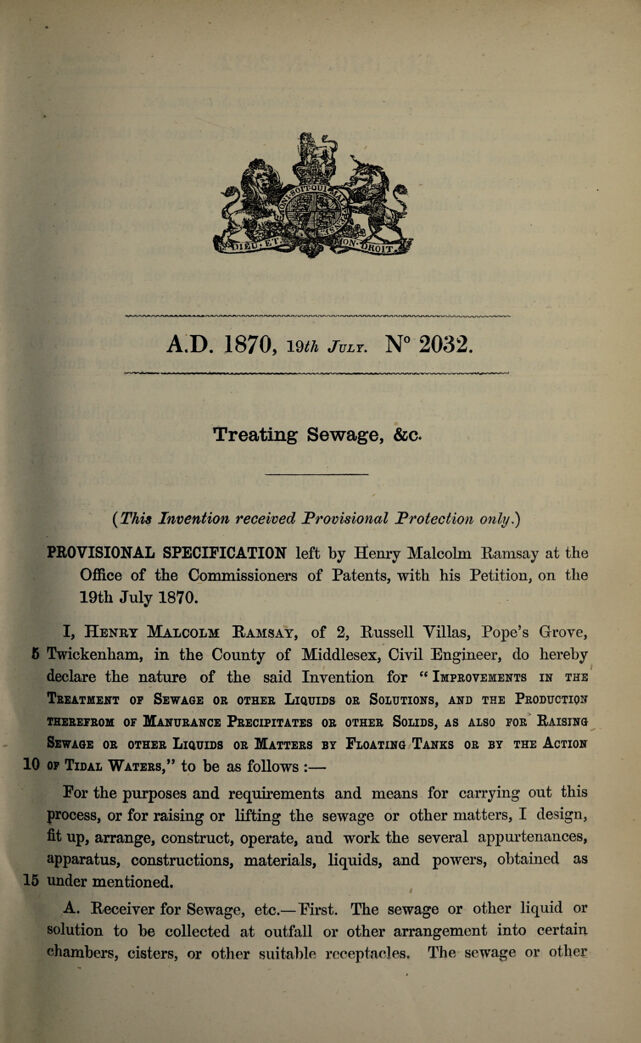 HONI SOIT QUI MAL
DIEU ET MON DROIT.
A.D. 1870, 19th JULY. Nº 2032.
Treating Sewage, &c.
(This Invention received Provisional Protection only.)
PROVISIONAL SPECIFICATION left by Henry Malcolm Ramsay at the
Office of the Commissioners of Patents, with his Petition, on the
19th July 1870.
I, HENRY MALCOLM RAMSAY, of 2, Russell Villas, Pope's Grove,
5 Twickenham, in the County of Middlesex, Civil Engineer, do hereby
declare the nature of the said Invention for "IMPROVEMENTS IN THE
TREATMENT OF SEWAGE OR OTHER LIQUIDS OR SOLUTIONS, AND THE PRODUCTION
THEREFROM OF MANURANCE PRECIPITATES OR OTHER SOLIDS, AS ALSO FOR RAISING
SEWAGE OR OTHER LIQUIDS OR MATTERS BY FLOATING TANKS OR BY THE ACTION
10 OF TIDAL WATERS," to be as follows :—
For the purposes and requirements and means for carrying out this
process, or for raising or lifting the sewage or other matters, I design,
fit up, arrange, construct, operate, and work the several appurtenances,
apparatus, constructions, materials, liquids, and powers, obtained as
15 under mentioned.
A. Receiver for Sewage, etc.—First. The sewage or other liquid or
solution to be collected at outfall or other arrangement into certain
chambers, cisters, or other suitable receptacles. The sewage or other